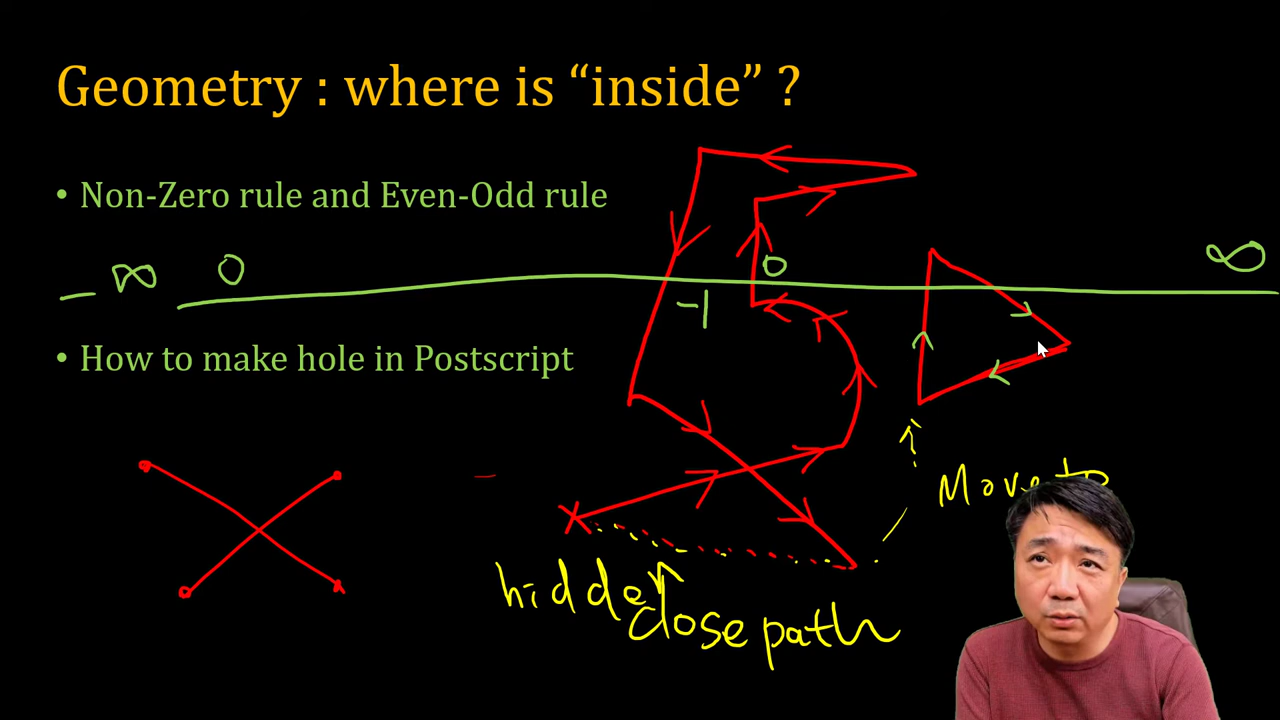 Geometry : where is “inside” ?
• Non-Zero rule and Even-Odd rule
- ∞ 0 -1 0 ∞
• How to make hole in Postscript
hidden
close path